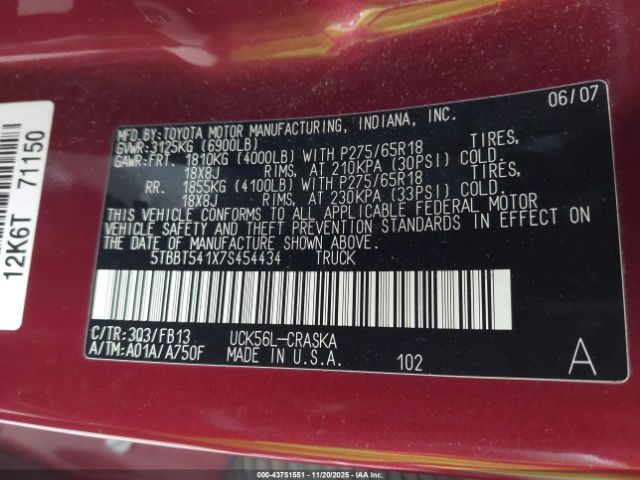 MFD.BY: TOYOTA MOTOR MANUFACTURING, INDIANA, INC. 06/07
GVWR: 3125KG (6900LB)
GAWR: FRT. 1810KG (4000LB) WITH P275/65R18 TIRES,
18X8J RIMS, AT 210KPA (30PSI) COLD.
RR. 1855KG (4100LB) WITH P275/65R18 TIRES,
18X8J RIMS, AT 230KPA (33PSI) COLD.
THIS VEHICLE CONFORMS TO ALL APPLICABLE FEDERAL MOTOR
VEHICLE SAFETY AND THEFT PREVENTION STANDARDS IN EFFECT ON
THE DATE OF MANUFACTURE SHOWN ABOVE.
5TBBT541X7S454434 TRUCK
C/TR: 3Q3/FB13 UCK56L-CRASKA
A/TM: A01A/A750F MADE IN U.S.A. 102 A
12K6T 71150
000-43751551 - 11/20/2025 - IAAI.CA